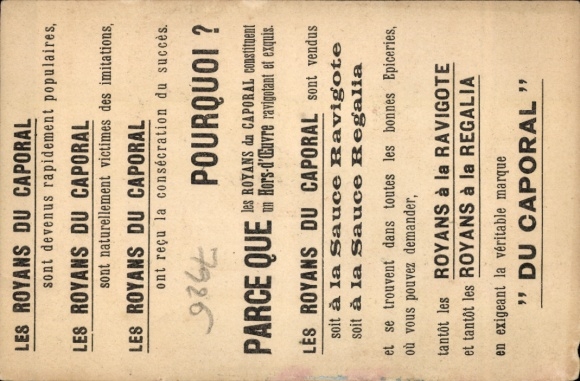 LES ROYANS DU CAPORAL
sont devenus rapidement populaires,
LES ROYANS DU CAPORAL
sont naturellement victimes des imitations,
LES ROYANS DU CAPORAL
ont reçu la consécration du succès.
POURQUOI ?
PARCE QUE les ROYANS du CAPORAL constituent
un Hors-d'Œuvre ravigotant et exquis.
LES ROYANS DU CAPORAL sont vendus
soit à la Sauce Ravigote
soit à la Sauce Regalia
et se trouvent dans toutes les bonnes Epiceries,
où vous pouvez demander,
tantôt les ROYANS à la RAVIGOTE
et tantôt les ROYANS à la REGALIA
en exigeant la véritable marque
" DU CAPORAL "